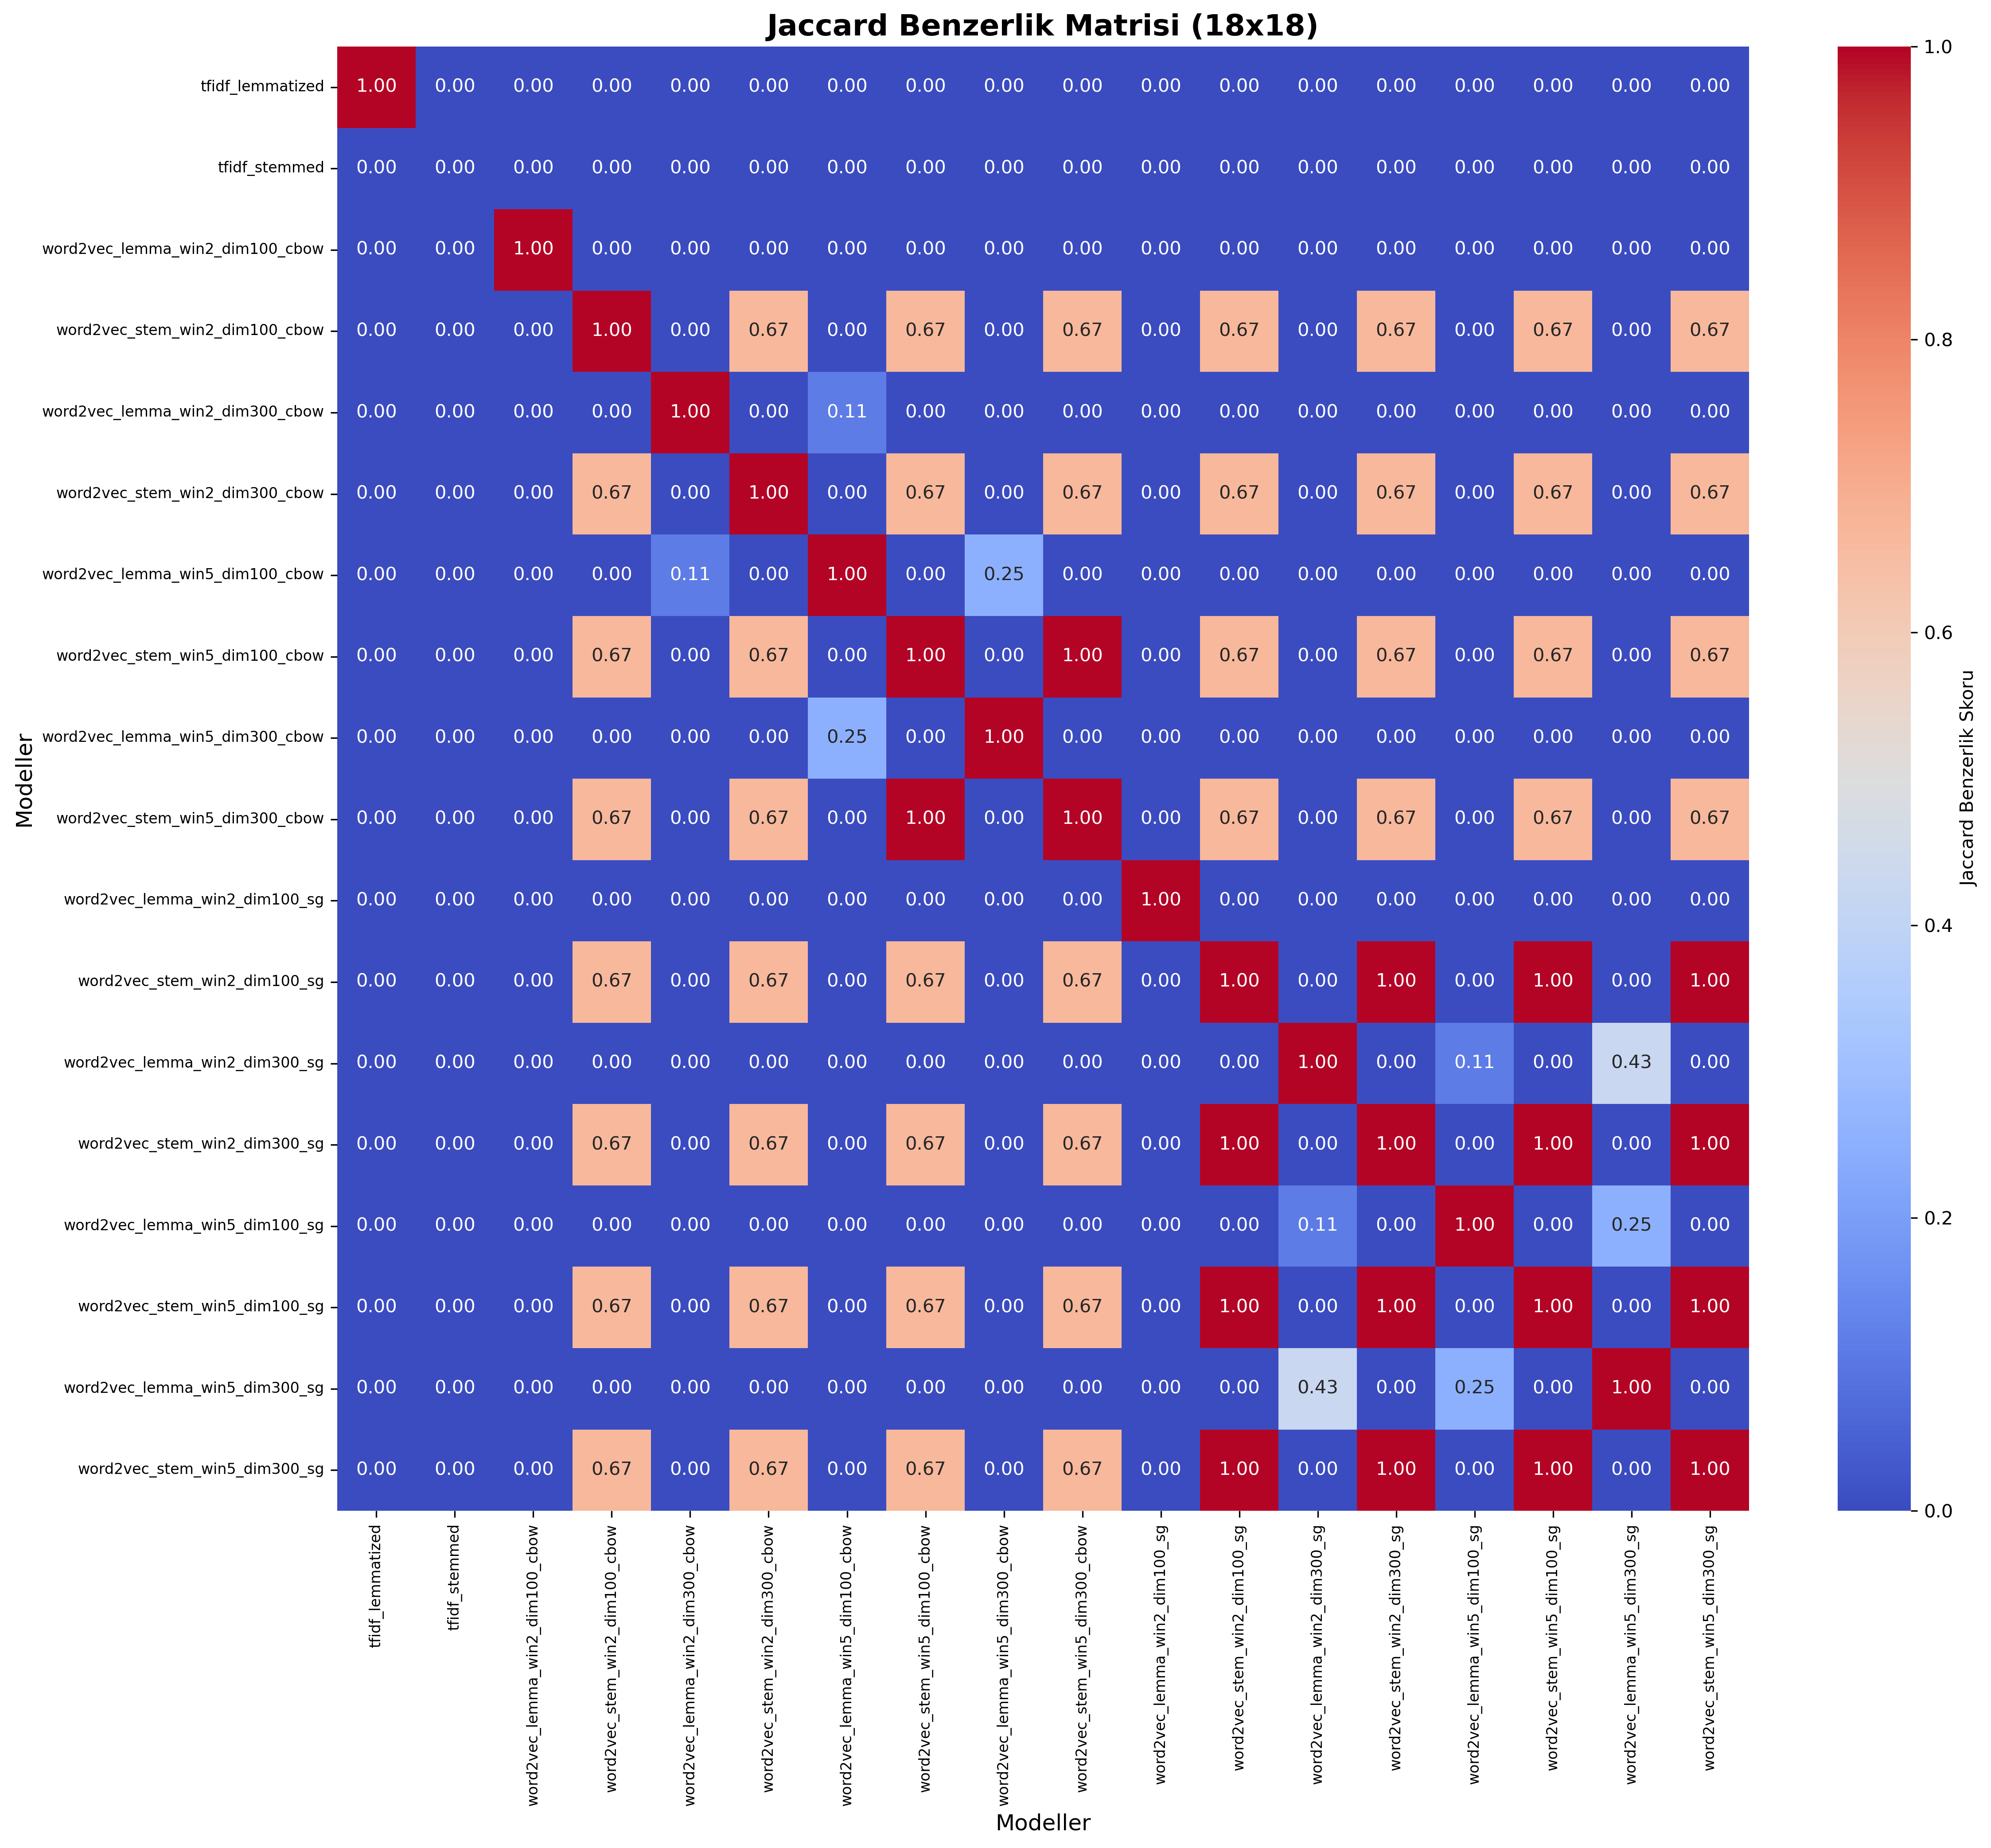 Jaccard Benzerlik Matrisi (18x18)
tfidf_lemmatized 1.00 0.00 0.00 0.00 0.00 0.00 0.00 0.00 0.00 0.00 0.00 0.00 0.00 0.00 0.00 0.00 0.00 0.00
tfidf_stemmed 0.00 0.00 0.00 0.00 0.00 0.00 0.00 0.00 0.00 0.00 0.00 0.00 0.00 0.00 0.00 0.00 0.00 0.00
word2vec_lemma_win2_dim100_cbow 0.00 0.00 1.00 0.00 0.00 0.00 0.00 0.00 0.00 0.00 0.00 0.00 0.00 0.00 0.00 0.00 0.00 0.00
word2vec_stem_win2_dim100_cbow 0.00 0.00 0.00 1.00 0.00 0.67 0.00 0.67 0.00 0.67 0.00 0.67 0.00 0.67 0.00 0.67 0.00 0.67
word2vec_lemma_win2_dim300_cbow 0.00 0.00 0.00 0.00 1.00 0.00 0.11 0.00 0.00 0.00 0.00 0.00 0.00 0.00 0.00 0.00 0.00 0.00
word2vec_stem_win2_dim300_cbow 0.00 0.00 0.00 0.67 0.00 1.00 0.00 0.67 0.00 0.67 0.00 0.67 0.00 0.67 0.00 0.67 0.00 0.67
word2vec_lemma_win5_dim100_cbow 0.00 0.00 0.00 0.00 0.11 0.00 1.00 0.00 0.25 0.00 0.00 0.00 0.00 0.00 0.00 0.00 0.00 0.00
word2vec_stem_win5_dim100_cbow 0.00 0.00 0.00 0.67 0.00 0.67 0.00 1.00 0.00 1.00 0.00 0.67 0.00 0.67 0.00 0.67 0.00 0.67
word2vec_lemma_win5_dim300_cbow 0.00 0.00 0.00 0.00 0.00 0.00 0.25 0.00 1.00 0.00 0.00 0.00 0.00 0.00 0.00 0.00 0.00 0.00
word2vec_stem_win5_dim300_cbow 0.00 0.00 0.00 0.67 0.00 0.67 0.00 1.00 0.00 1.00 0.00 0.67 0.00 0.67 0.00 0.67 0.00 0.67
word2vec_lemma_win2_dim100_sg 0.00 0.00 0.00 0.00 0.00 0.00 0.00 0.00 0.00 0.00 1.00 0.00 0.00 0.00 0.00 0.00 0.00 0.00
word2vec_stem_win2_dim100_sg 0.00 0.00 0.00 0.67 0.00 0.67 0.00 0.67 0.00 0.67 0.00 1.00 0.00 1.00 0.00 1.00 0.00 1.00
word2vec_lemma_win2_dim300_sg 0.00 0.00 0.00 0.00 0.00 0.00 0.00 0.00 0.00 0.00 0.00 0.00 1.00 0.00 0.11 0.00 0.43 0.00
word2vec_stem_win2_dim300_sg 0.00 0.00 0.00 0.67 0.00 0.67 0.00 0.67 0.00 0.67 0.00 1.00 0.00 1.00 0.00 1.00 0.00 1.00
word2vec_lemma_win5_dim100_sg 0.00 0.00 0.00 0.00 0.00 0.00 0.00 0.00 0.00 0.00 0.00 0.00 0.11 0.00 1.00 0.00 0.25 0.00
word2vec_stem_win5_dim100_sg 0.00 0.00 0.00 0.67 0.00 0.67 0.00 0.67 0.00 0.67 0.00 1.00 0.00 1.00 0.00 1.00 0.00 1.00
word2vec_lemma_win5_dim300_sg 0.00 0.00 0.00 0.00 0.00 0.00 0.00 0.00 0.00 0.00 0.00 0.00 0.43 0.00 0.25 0.00 1.00 0.00
word2vec_stem_win5_dim300_sg 0.00 0.00 0.00 0.67 0.00 0.67 0.00 0.67 0.00 0.67 0.00 1.00 0.00 1.00 0.00 1.00 0.00 1.00
Modeller
tfidf_lemmatized
tfidf_stemmed
word2vec_lemma_win2_dim100_cbow
word2vec_stem_win2_dim100_cbow
word2vec_lemma_win2_dim300_cbow
word2vec_stem_win2_dim300_cbow
word2vec_lemma_win5_dim100_cbow
word2vec_stem_win5_dim100_cbow
word2vec_lemma_win5_dim300_cbow
word2vec_stem_win5_dim300_cbow
word2vec_lemma_win2_dim100_sg
word2vec_stem_win2_dim100_sg
word2vec_lemma_win2_dim300_sg
word2vec_stem_win2_dim300_sg
word2vec_lemma_win5_dim100_sg
word2vec_stem_win5_dim100_sg
word2vec_lemma_win5_dim300_sg
word2vec_stem_win5_dim300_sg
Modeller
1.0
0.8
0.6
0.4
0.2
0.0
Jaccard Benzerlik Skoru